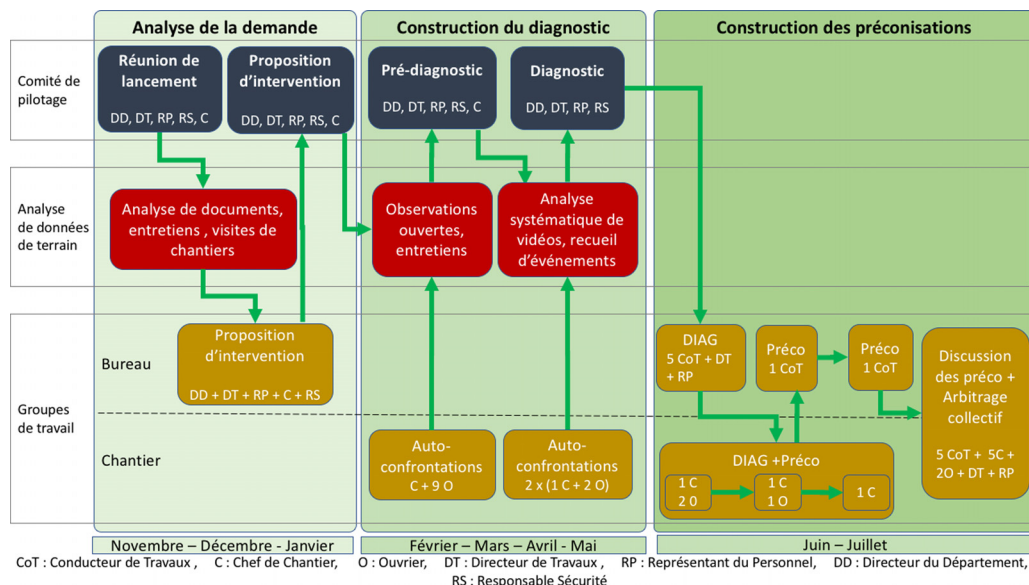 Analyse de la demande
Construction du diagnostic
Construction des préconisations
Comité de
pilotage
Réunion de
lancement
DD, DT, RP, RS, C
Proposition
d'intervention
DD, DT, RP, RS, C
Pré-diagnostic
DD, DT, RP, RS, C
Diagnostic
DD, DT, RP, RS
Analyse
de données
de terrain
Analyse de documents,
entretiens , visites de
chantiers
Observations
ouvertes,
entretiens
Analyse
systématique de
vidéos, recueil
d'événements
Groupes
de travail
Bureau
Proposition
d'intervention
DD + DT + RP + C + RS
DIAG
5 CoT + DT
+ RP
Préco
1 CoT
Préco
1 CoT
Discussion
des préco +
Arbitrage
collectif
5 CoT + 5C +
2O + DT + RP
Chantier
Auto-
confrontations
C + 9 O
Auto-
confrontations
2 x (1 C + 2 O)
DIAG +Préco
1 C
2 0
1 C
1 O
1 C
Novembre – Décembre - Janvier
Février – Mars – Avril - Mai
Juin – Juillet
CoT : Conducteur de Travaux , C : Chef de Chantier, O : Ouvrier, DT : Directeur de Travaux , RP : Représentant du Personnel, DD : Directeur du Département,
RS : Responsable Sécurité